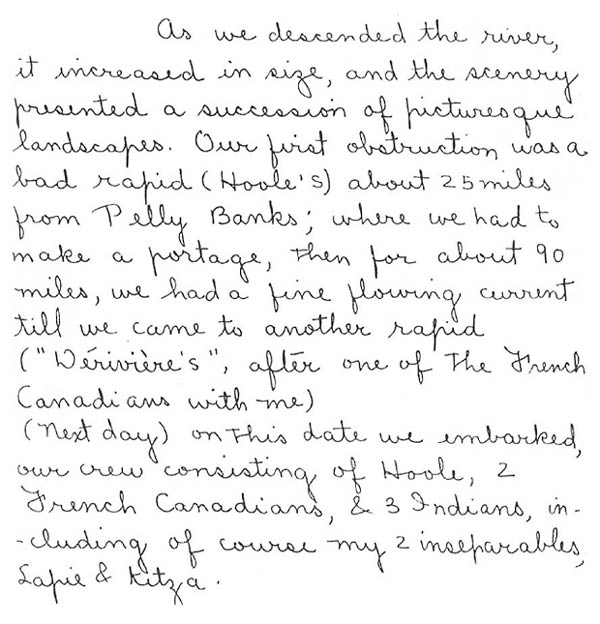 As we descended the river,
it increased in size, and the scenery
presented a succession of picturesque
landscapes. Our first obstruction was a
bad rapid (Hoole's) about 25 miles
from Pelly Banks; where we had to
make a portage, then for about 90
miles, we had a fine flowing current
till we came to another rapid
("Dérivière's", after one of the French
Canadians with me)
(next day) on this date we embarked,
our crew consisting of Hoole, 2
French Canadians, & 3 Indians, in-
-cluding of course my 2 inseparables,
Lapie & Kitza.